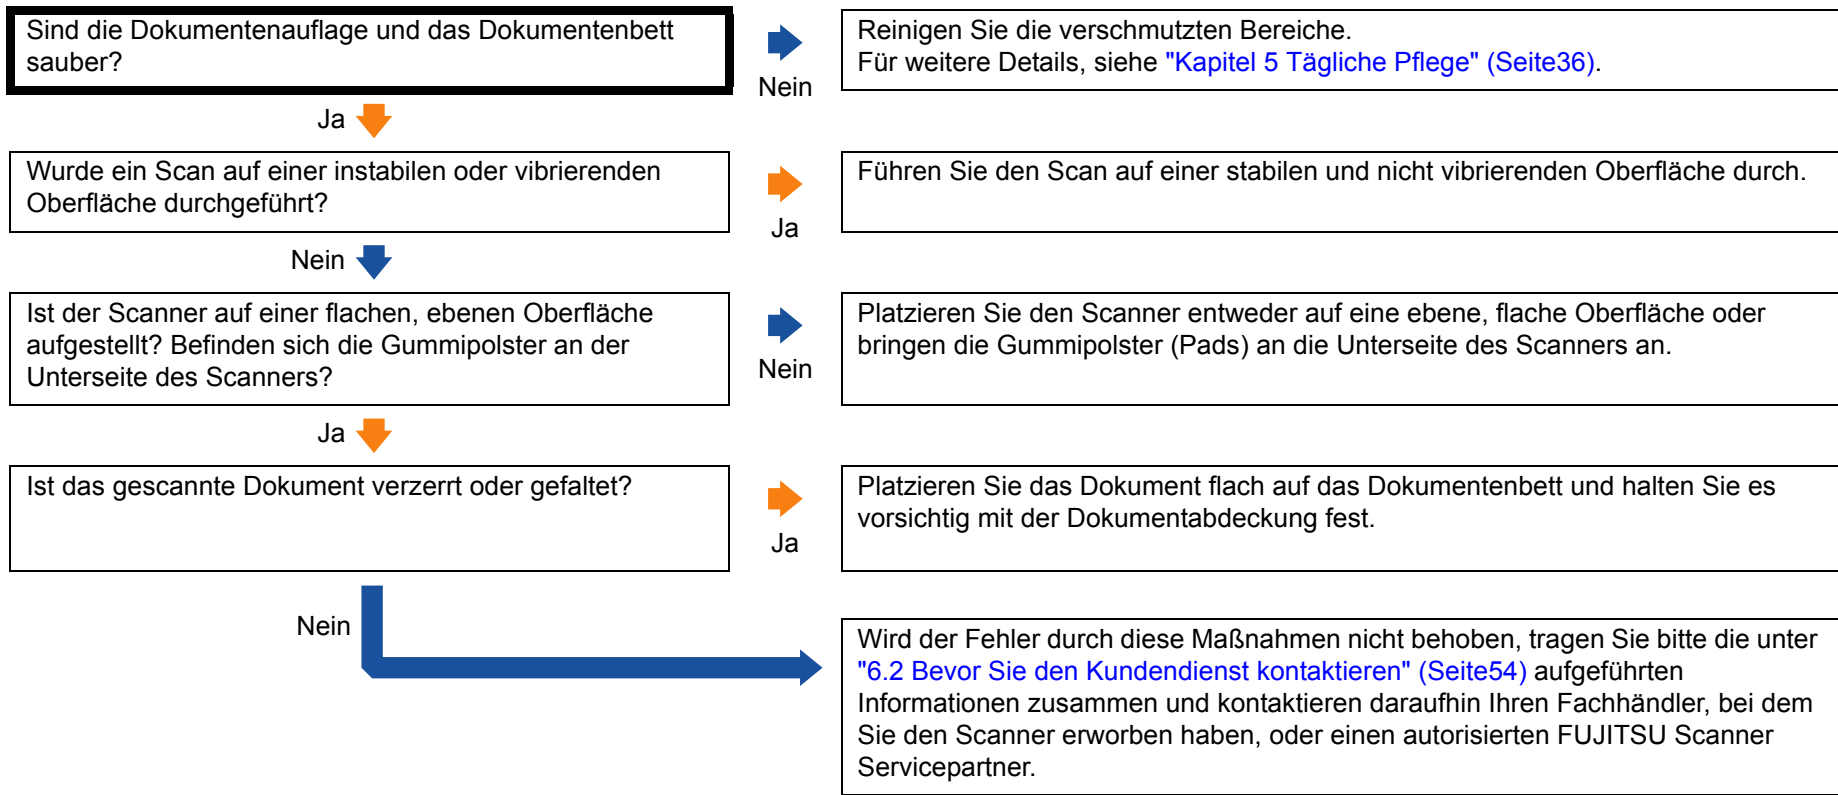 Sind die Dokumentenauflage und das Dokumentenbett
sauber?
Nein
Reinigen Sie die verschmutzten Bereiche.
Für weitere Details, siehe "Kapitel 5 Tägliche Pflege" (Seite36).
Ja
Wurde ein Scan auf einer instabilen oder vibrierenden
Oberfläche durchgeführt?
Ja
Führen Sie den Scan auf einer stabilen und nicht vibrierenden Oberfläche durch.
Nein
Ist der Scanner auf einer flachen, ebenen Oberfläche
aufgestellt? Befinden sich die Gummipolster an der
Unterseite des Scanners?
Nein
Platzieren Sie den Scanner entweder auf eine ebene, flache Oberfläche oder
bringen die Gummipolster (Pads) an die Unterseite des Scanners an.
Ja
Ist das gescannte Dokument verzerrt oder gefaltet?
Ja
Platzieren Sie das Dokument flach auf das Dokumentenbett und halten Sie es
vorsichtig mit der Dokumentabdeckung fest.
Nein
Wird der Fehler durch diese Maßnahmen nicht behoben, tragen Sie bitte die unter
"6.2 Bevor Sie den Kundendienst kontaktieren" (Seite54) aufgeführten
Informationen zusammen und kontaktieren daraufhin Ihren Fachhändler, bei dem
Sie den Scanner erworben haben, oder einen autorisierten FUJITSU Scanner
Servicepartner.